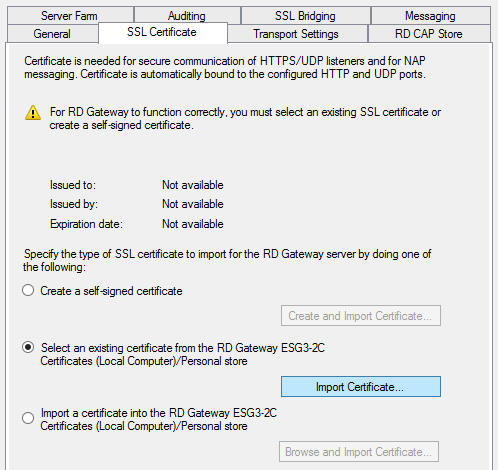 Server Farm Auditing SSL Bridging Messaging
General SSL Certificate Transport Settings RD CAP Store
Certificate is needed for secure communication of HTTPS/UDP listeners and for NAP
messaging. Certificate is automatically bound to the configured HTTP and UDP ports.
For RD Gateway to function correctly, you must select an existing SSL certificate or
create a self-signed certificate.
Issued to: Not available
Issued by: Not available
Expiration date: Not available
Specify the type of SSL certificate to import for the RD Gateway server by doing one of
the following:
Create a self-signed certificate
Create and Import Certificate...
Select an existing certificate from the RD Gateway ESG3-2C
Certificates (Local Computer)/Personal store
Import Certificate...
Import a certificate into the RD Gateway ESG3-2C
Certificates (Local Computer)/Personal store
Browse and Import Certificate...